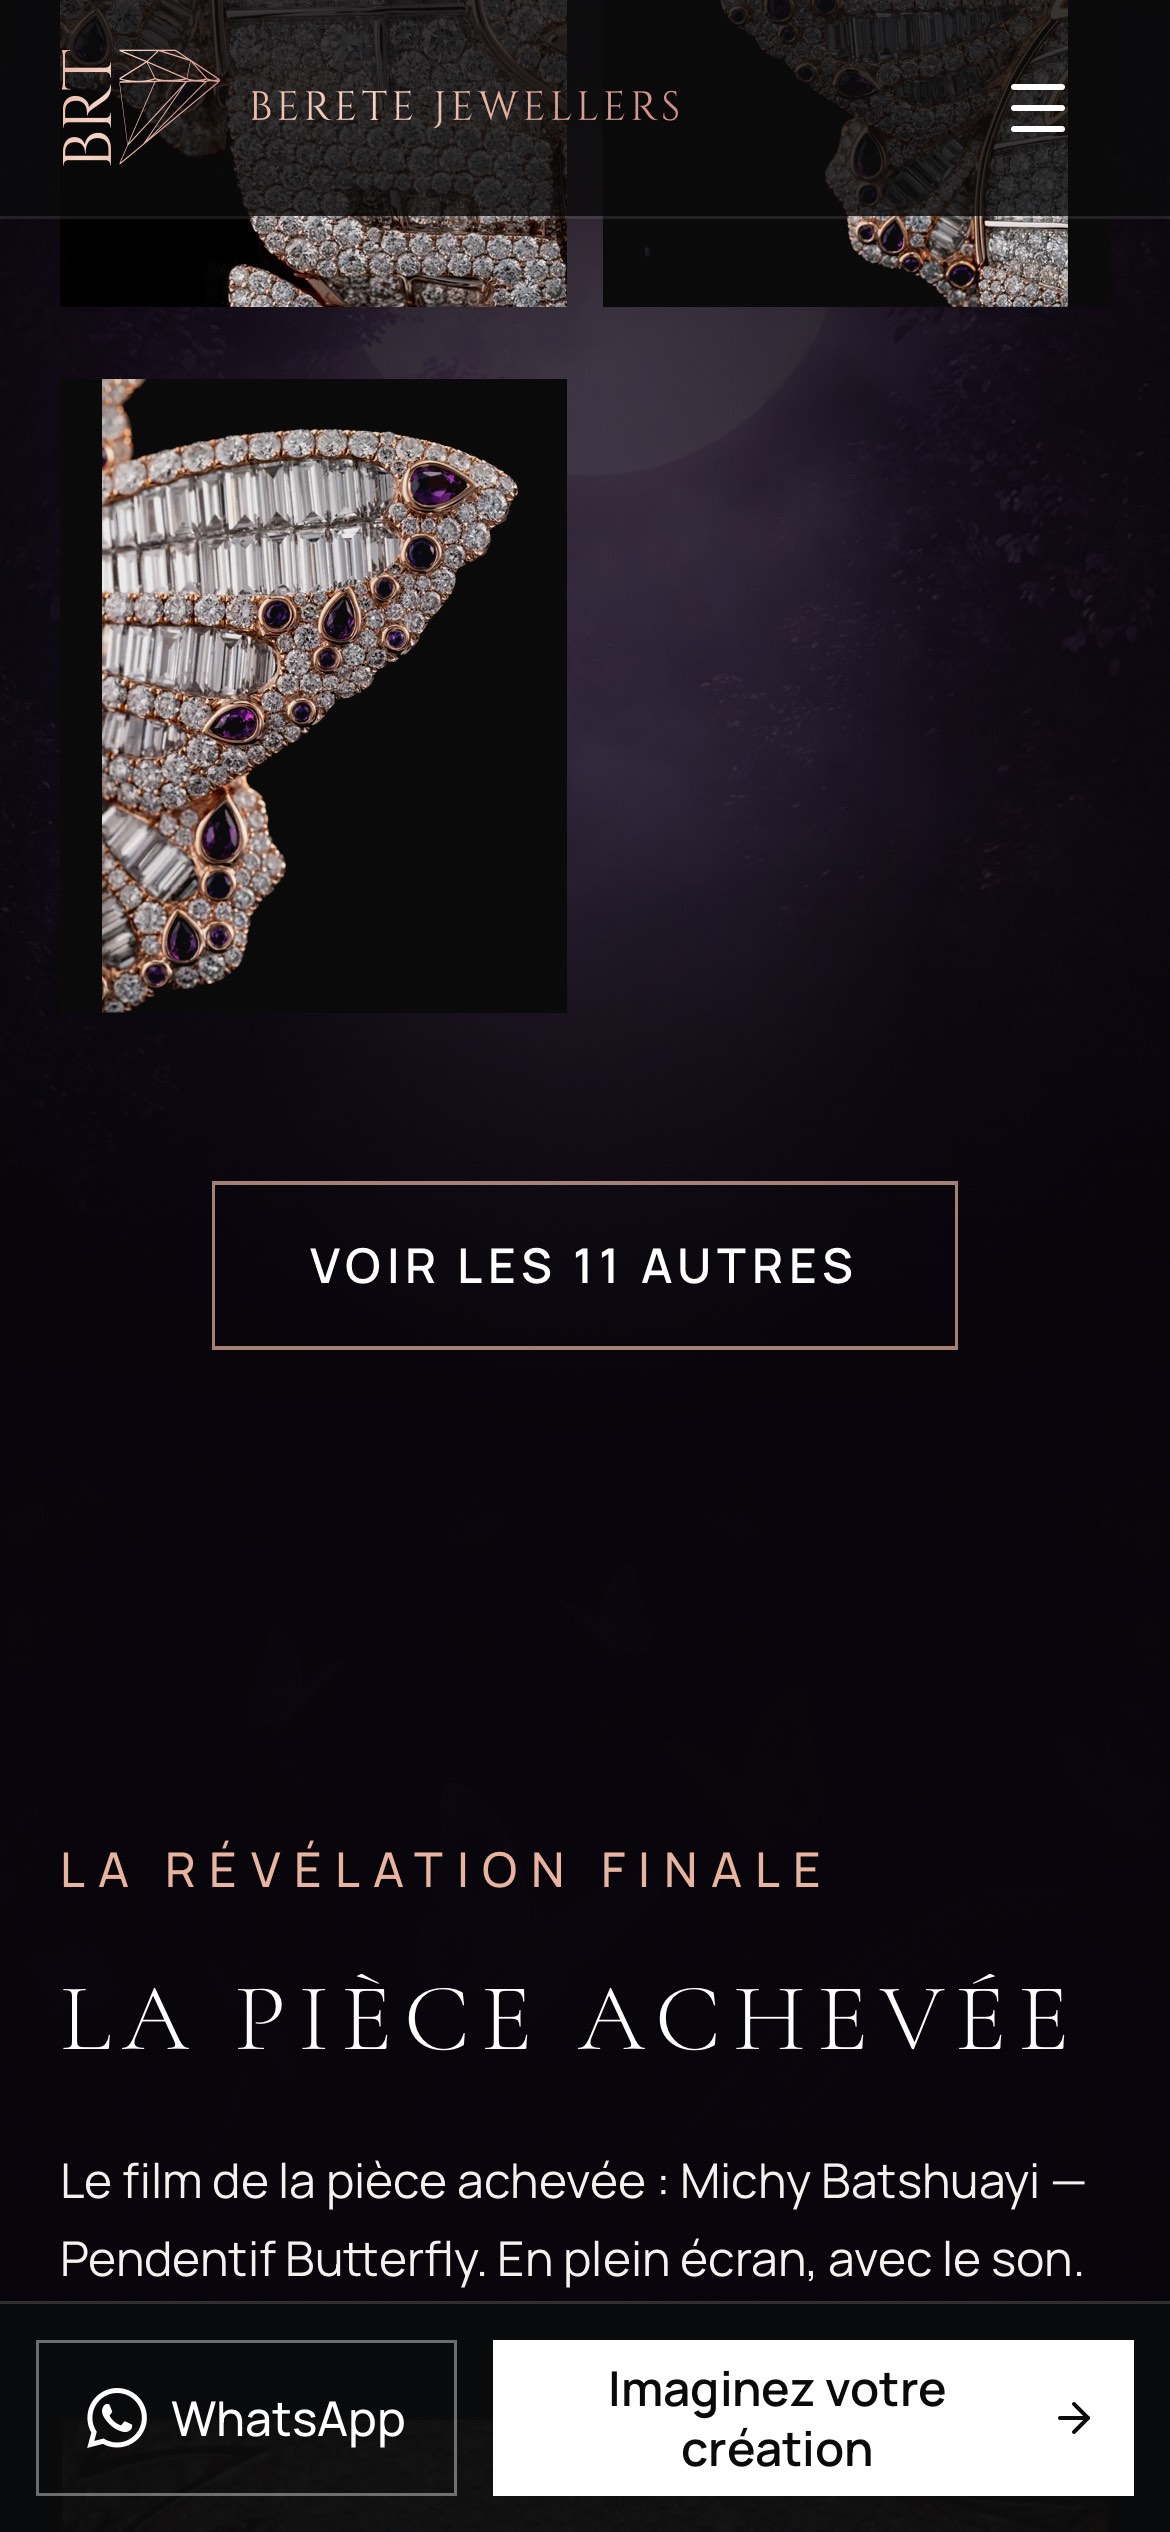 BRT
BERETE JEWELLERS
VOIR LES 11 AUTRES
LA RÉVÉLATION FINALE
LA PIÈCE ACHEVÉE
Le film de la pièce achevée : Michy Batshuayi —
Pendentif Butterfly. En plein écran, avec le son.
WhatsApp
Imaginez votre
création